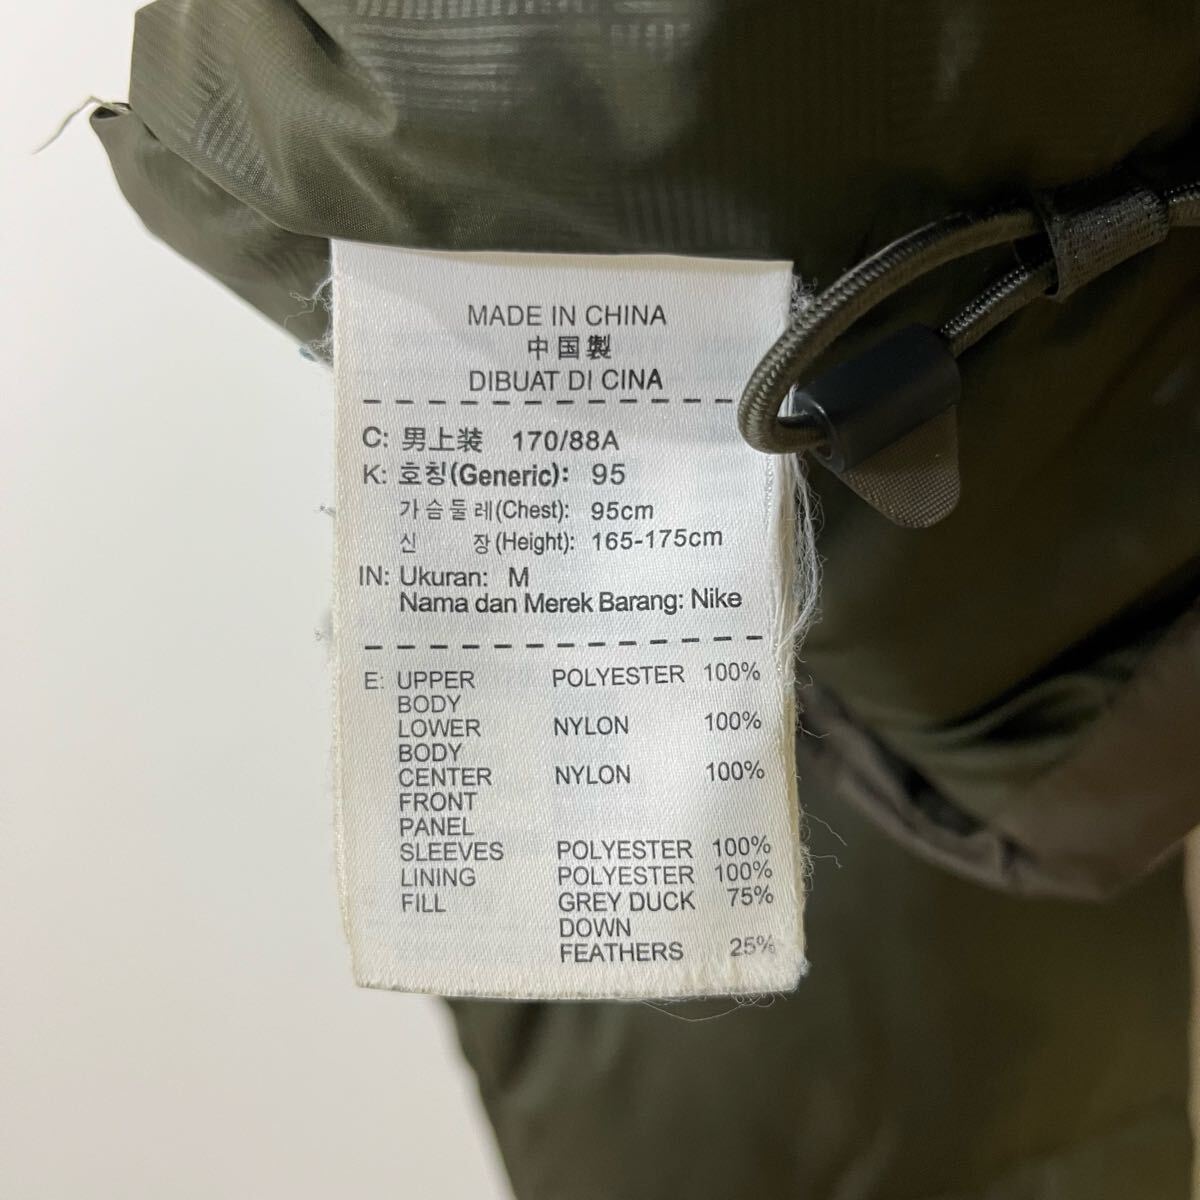 MADE IN CHINA
中国製
DIBUAT DI CINA
C: 男上装 170/88A
K: 호칭(Generic): 95
가슴둘레(Chest): 95cm
신 장(Height): 165-175cm
IN: Ukuran: M
Nama dan Merek Barang: Nike
E: UPPER POLYESTER 100%
BODY
LOWER NYLON 100%
BODY
CENTER NYLON 100%
FRONT
PANEL
SLEEVES POLYESTER 100%
LINING POLYESTER 100%
FILL GREY DUCK 75%
DOWN
FEATHERS 25%